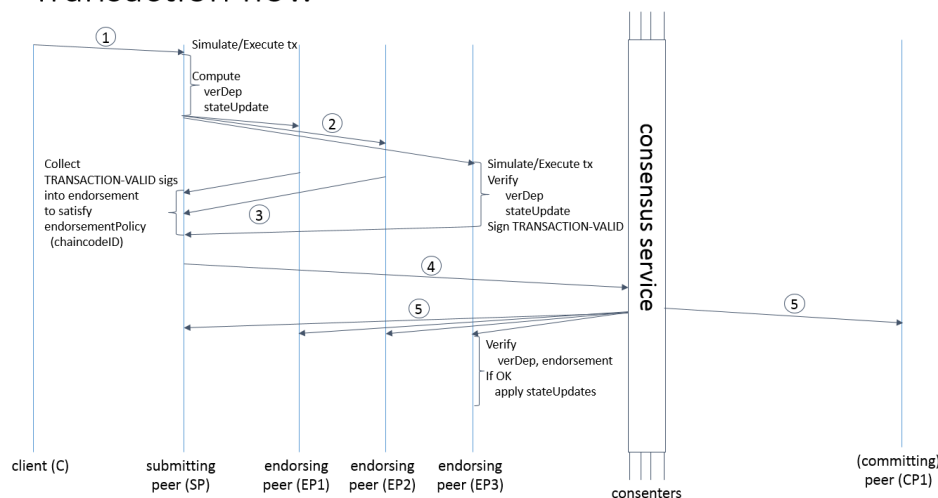 Transaction flow
1
Simulate/Execute tx
Compute
verDep
stateUpdate
2
Collect
TRANSACTION-VALID sigs
into endorsement
to satisfy
endorsementPolicy
(chaincodeID)
3
Simulate/Execute tx
Verify
verDep
stateUpdate
Sign TRANSACTION-VALID
consensus service
4
5
5
Verify
verDep, endorsement
If OK
apply stateUpdates
client (C)
submitting
peer (SP)
endorsing
peer (EP1)
endorsing
peer (EP2)
endorsing
peer (EP3)
consenters
(committing)
peer (CP1)